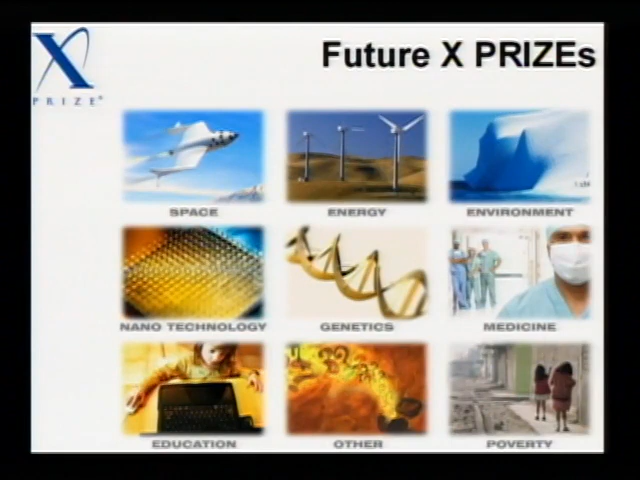 Future X PRIZEs
X
PRIZE®
SPACE
ENERGY
ENVIRONMENT
NANO TECHNOLOGY
GENETICS
MEDICINE
EDUCATION
OTHER
POVERTY